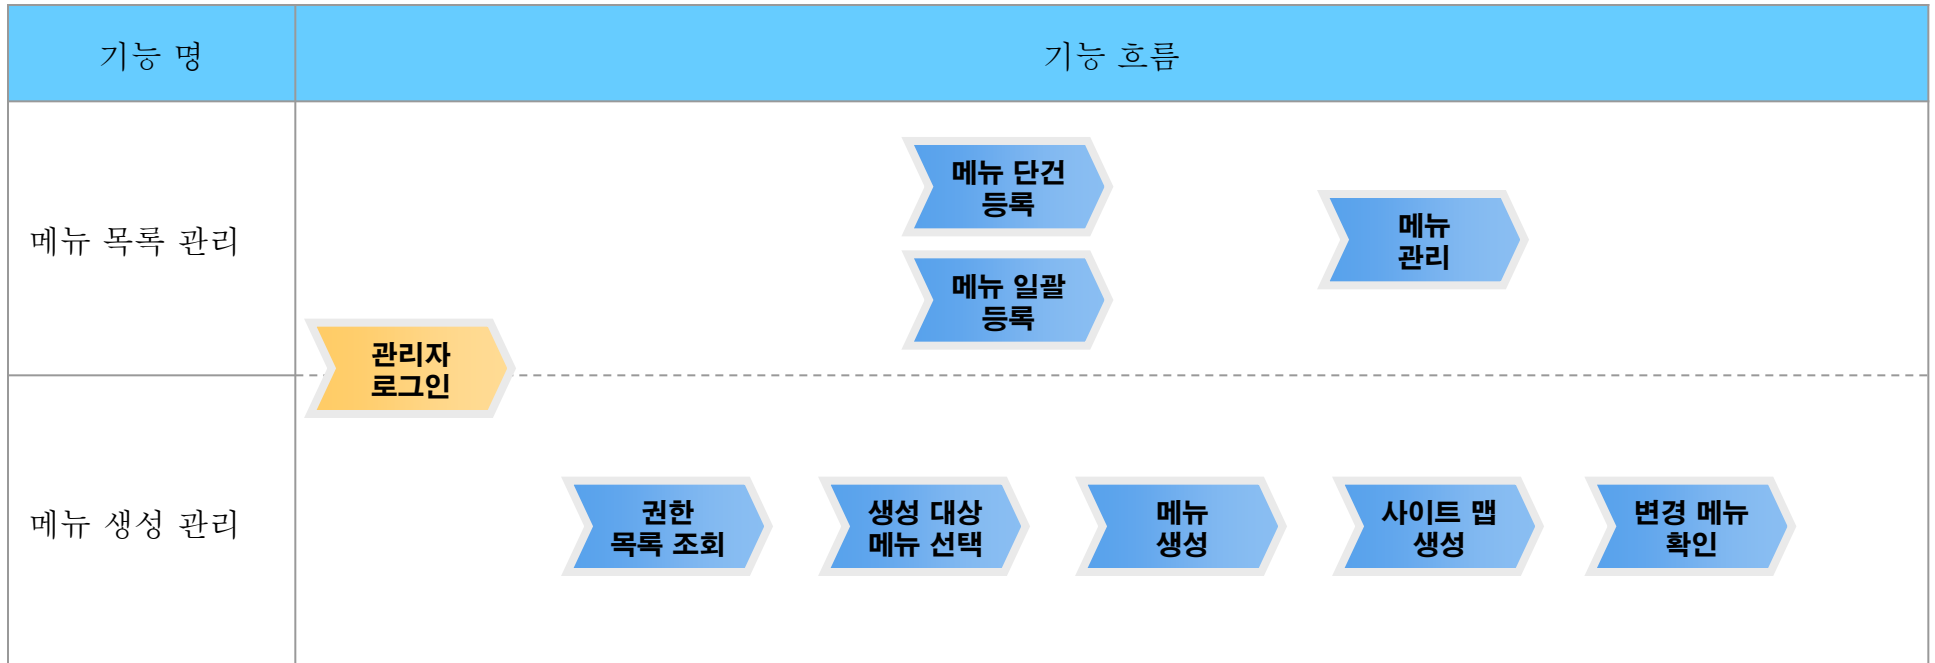 기능 명
기능 흐름
메뉴 목록 관리
메뉴 단건
등록
메뉴 일괄
등록
메뉴
관리
관리자
로그인
메뉴 생성 관리
권한
목록 조회
생성 대상
메뉴 선택
메뉴
생성
사이트 맵
생성
변경 메뉴
확인